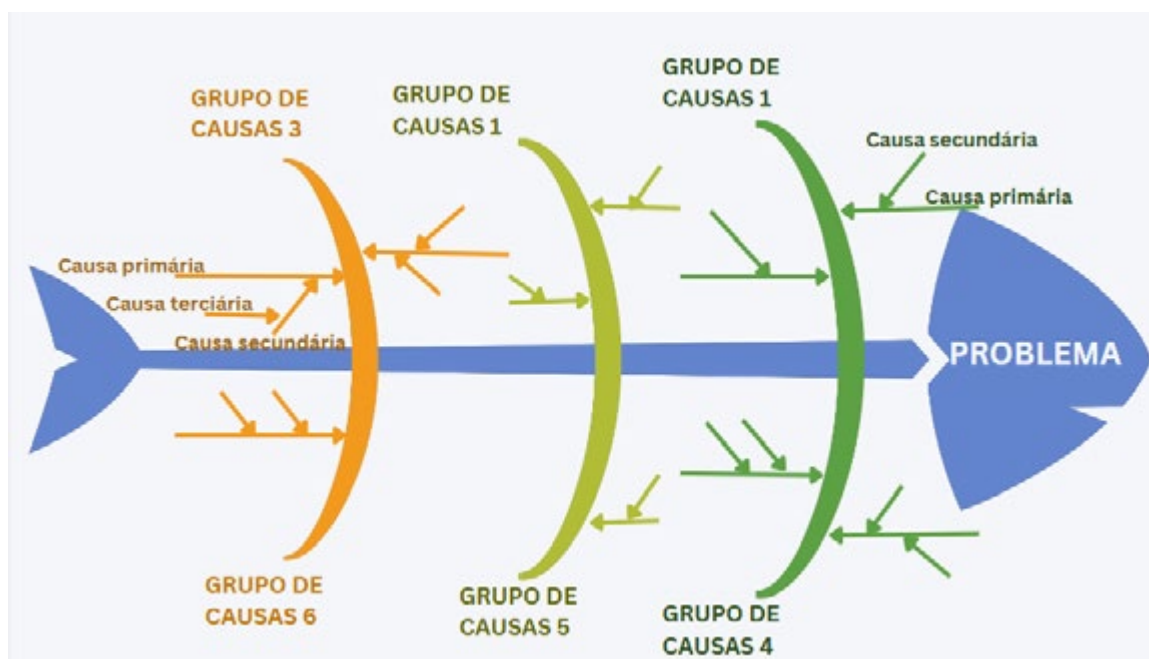 GRUPO DE
CAUSAS 3
GRUPO DE
CAUSAS 1
GRUPO DE
CAUSAS 1
Causa secundária
Causa primária
Causa primária
Causa terciária
Causa secundária
PROBLEMA
GRUPO DE
CAUSAS 6
GRUPO DE
CAUSAS 5
GRUPO DE
CAUSAS 4